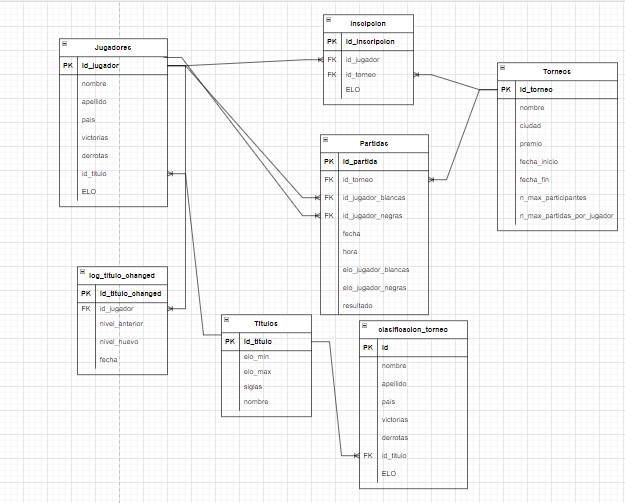 Jugadores
PK id_jugador
nombre
apellido
pais
victorias
derrotas
id_titulo
ELO
Inscipcion
PK id_inscripcion
FK id_jugador
FK id_torneo
ELO
Torneos
PK id_torneo
nombre
ciudad
premio
fecha_inicio
fecha_fin
n_max_participantes
n_max_partidas_por_jugador
Partidas
PK id_partida
FK id_torneo
FK id_jugador_blancas
FK id_jugador_negras
fecha
hora
elo_jugador_blancas
elo_jugador_negras
resultado
log_titulo_changed
PK id_titulo_changed
FK id_jugador
nivel_anterior
nivel_nuevo
fecha
Titulos
PK id_titulo
elo_min
elo_max
siglas
nombre
clasificacion_torneo
PK id
nombre
apellido
pais
victorias
derrotas
FK id_titulo
ELO